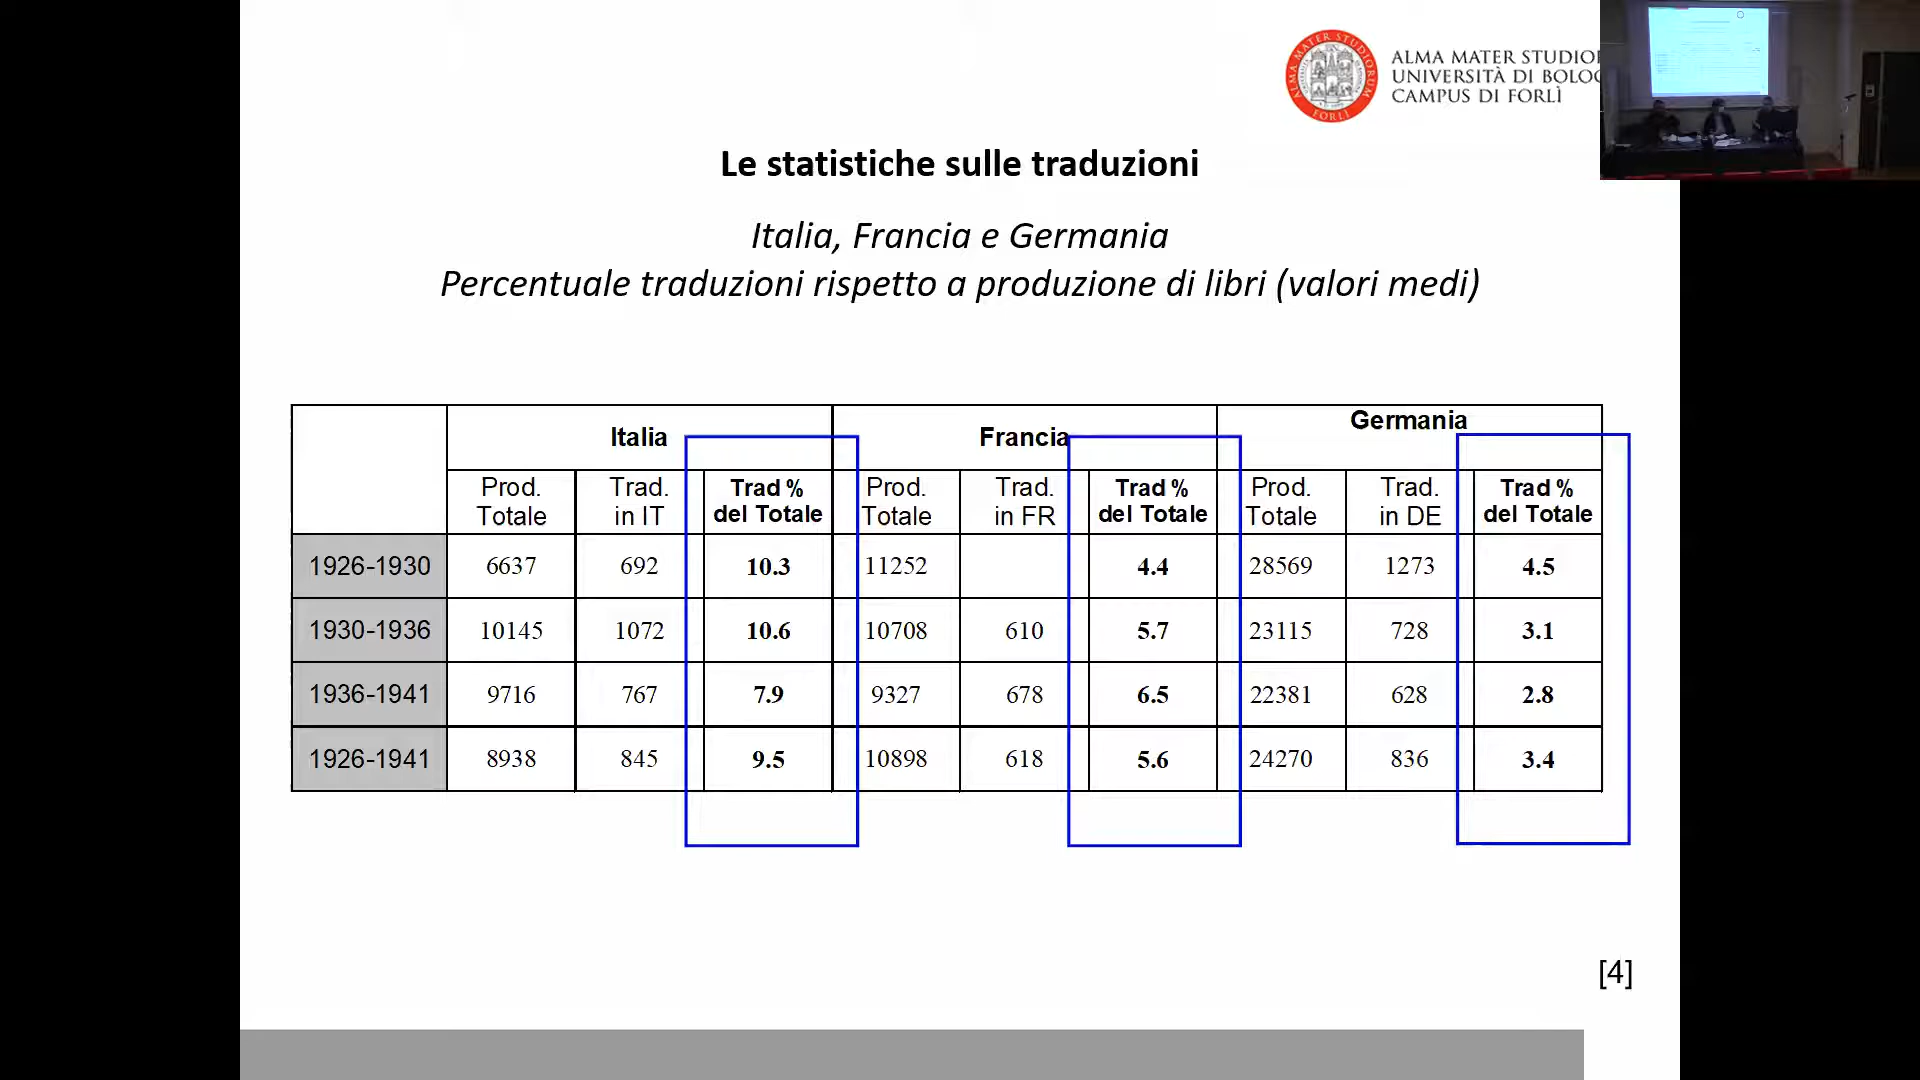 ALMA MATER STUDIORUM
FORLÌ
ALMA MATER STUDIOR
UNIVERSITÀ DI BOLOG
CAMPUS DI FORLÌ
Le statistiche sulle traduzioni
Italia, Francia e Germania
Percentuale traduzioni rispetto a produzione di libri (valori medi)
Italia Francia Germania
Prod. Totale Trad. in IT Trad % del Totale Prod. Totale Trad. in FR Trad % del Totale Prod. Totale Trad. in DE Trad % del Totale
1926-1930 6637 692 10.3 11252 4.4 28569 1273 4.5
1930-1936 10145 1072 10.6 10708 610 5.7 23115 728 3.1
1936-1941 9716 767 7.9 9327 678 6.5 22381 628 2.8
1926-1941 8938 845 9.5 10898 618 5.6 24270 836 3.4
[4]